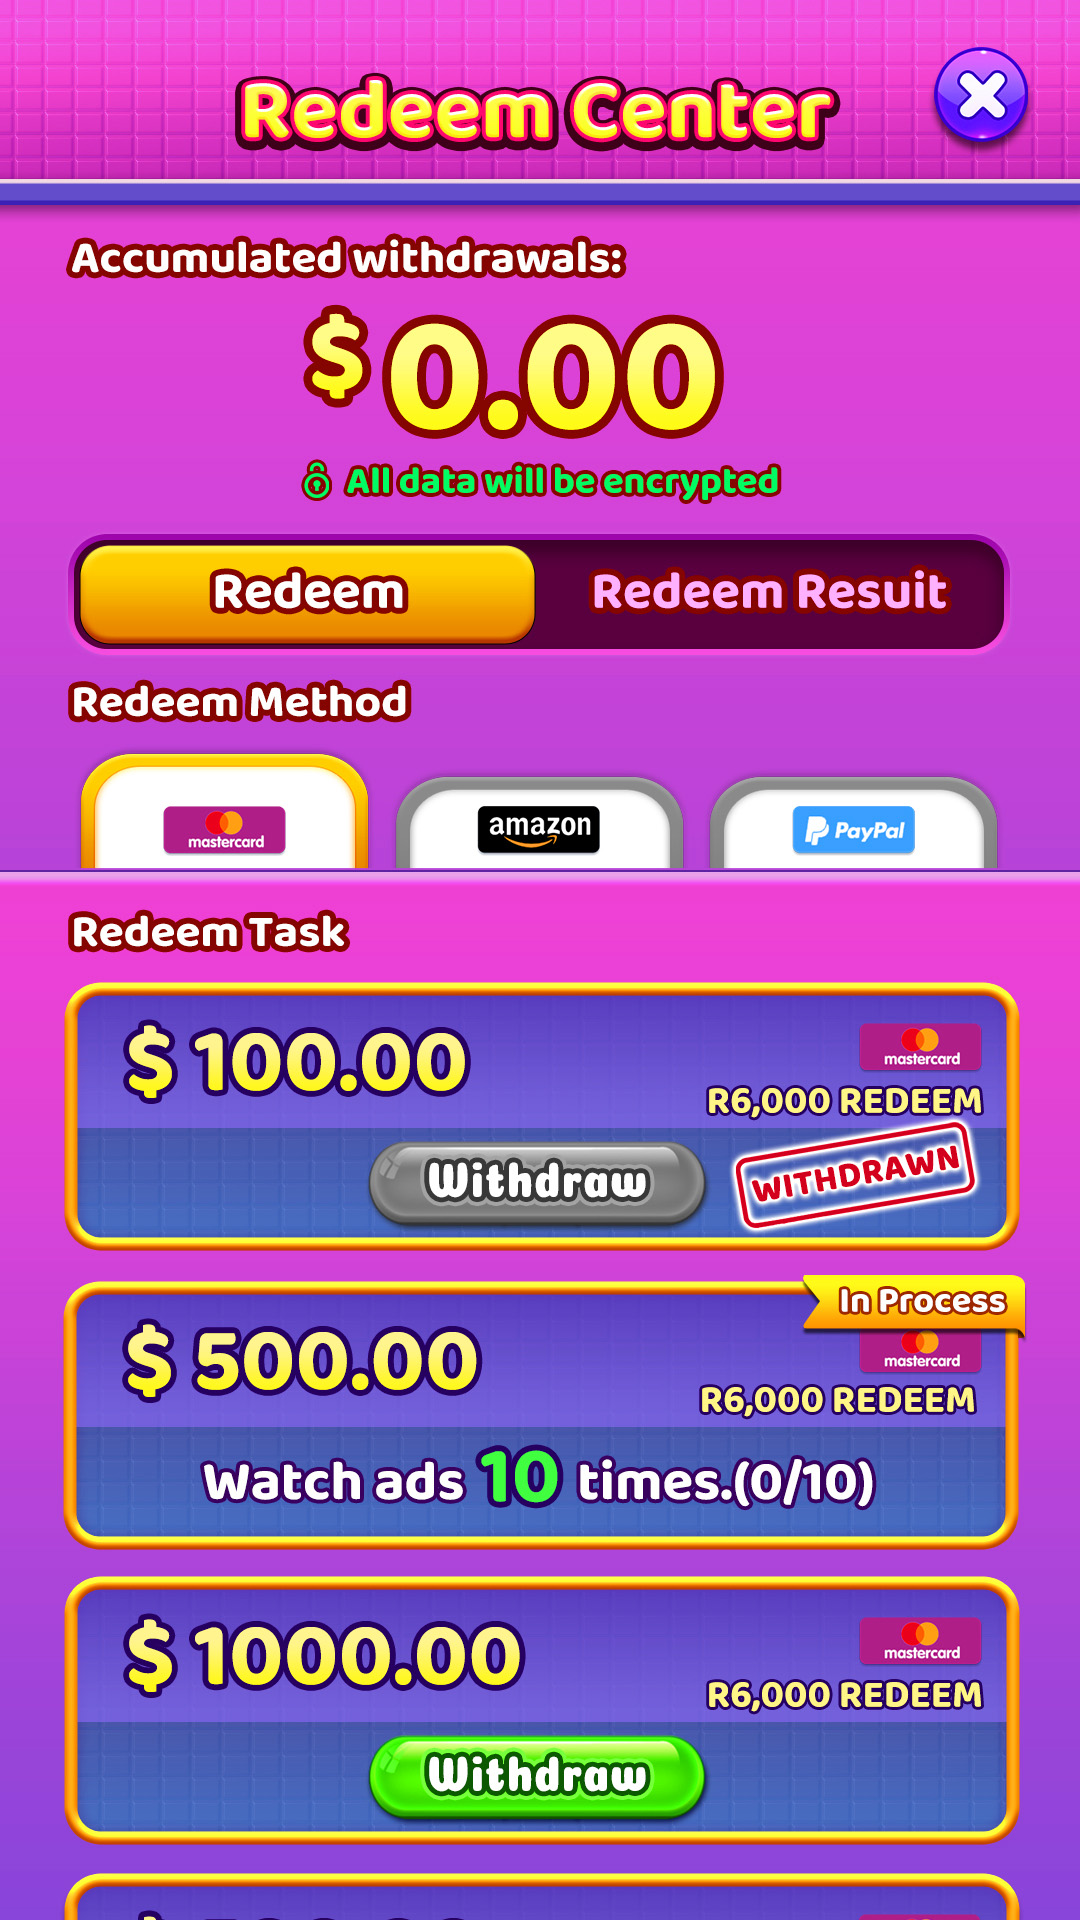 Redeem Center
Accumulated withdrawals:
$ 0.00
All data will be encrypted
Redeem
Redeem Resuit
Redeem Method
mastercard
amazon
PayPal
Redeem Task
$ 100.00
mastercard
R6,000 REDEEM
Withdraw
WITHDRAWN
In Process
$ 500.00
mastercard
R6,000 REDEEM
Watch ads 10 times.(0/10)
$ 1000.00
mastercard
R6,000 REDEEM
Withdraw